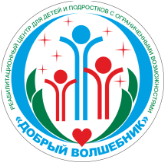 РЕАБИЛИТАЦИОННЫЙ ЦЕНТР ДЛЯ ДЕТЕЙ И ПОДРОСТКОВ С ОГРАНИЧЕННЫМИ ВОЗМОЖНОСТЯМИ
«ДОБРЫЙ ВОЛШЕБНИК»